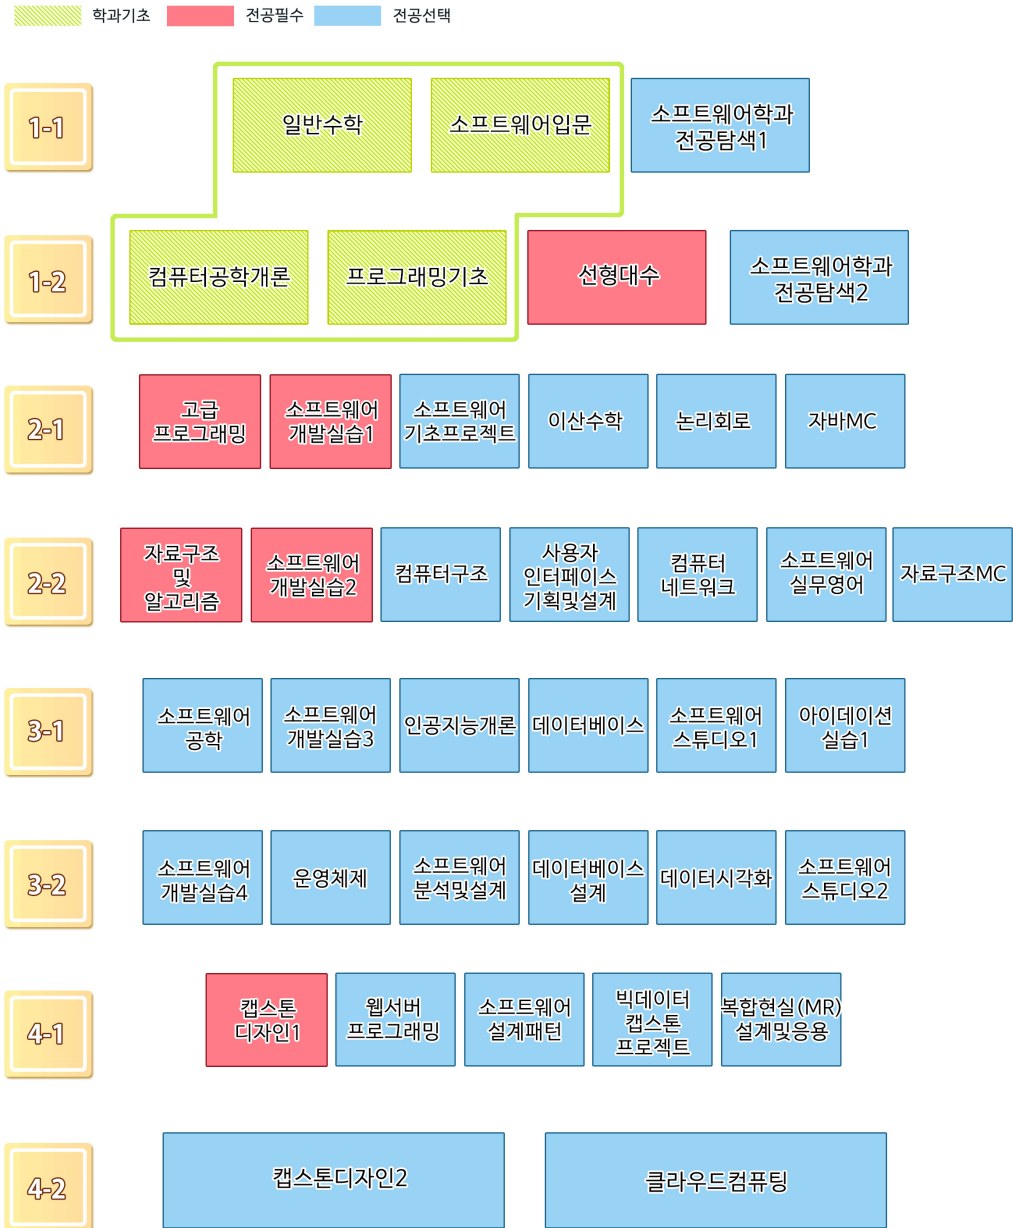 학과기초 전공필수 전공선택
1-1
일반수학
소프트웨어입문
소프트웨어학과
전공탐색1
1-2
컴퓨터공학개론
프로그래밍기초
선형대수
소프트웨어학과
전공탐색2
2-1
고급
프로그래밍
소프트웨어
개발실습1
소프트웨어
기초프로젝트
이산수학
논리회로
자바MC
2-2
자료구조
및
알고리즘
소프트웨어
개발실습2
컴퓨터구조
사용자
인터페이스
기획및설계
컴퓨터
네트워크
소프트웨어
실무영어
자료구조MC
3-1
소프트웨어
공학
소프트웨어
개발실습3
인공지능개론
데이터베이스
소프트웨어
스튜디오1
아이데이션
실습1
3-2
소프트웨어
개발실습4
운영체제
소프트웨어
분석및설계
데이터베이스
설계
데이터시각화
소프트웨어
스튜디오2
4-1
캡스톤
디자인1
웹서버
프로그래밍
소프트웨어
설계패턴
빅데이터
캡스톤
프로젝트
복합현실(MR)
설계및응용
4-2
캡스톤디자인2
클라우드컴퓨팅